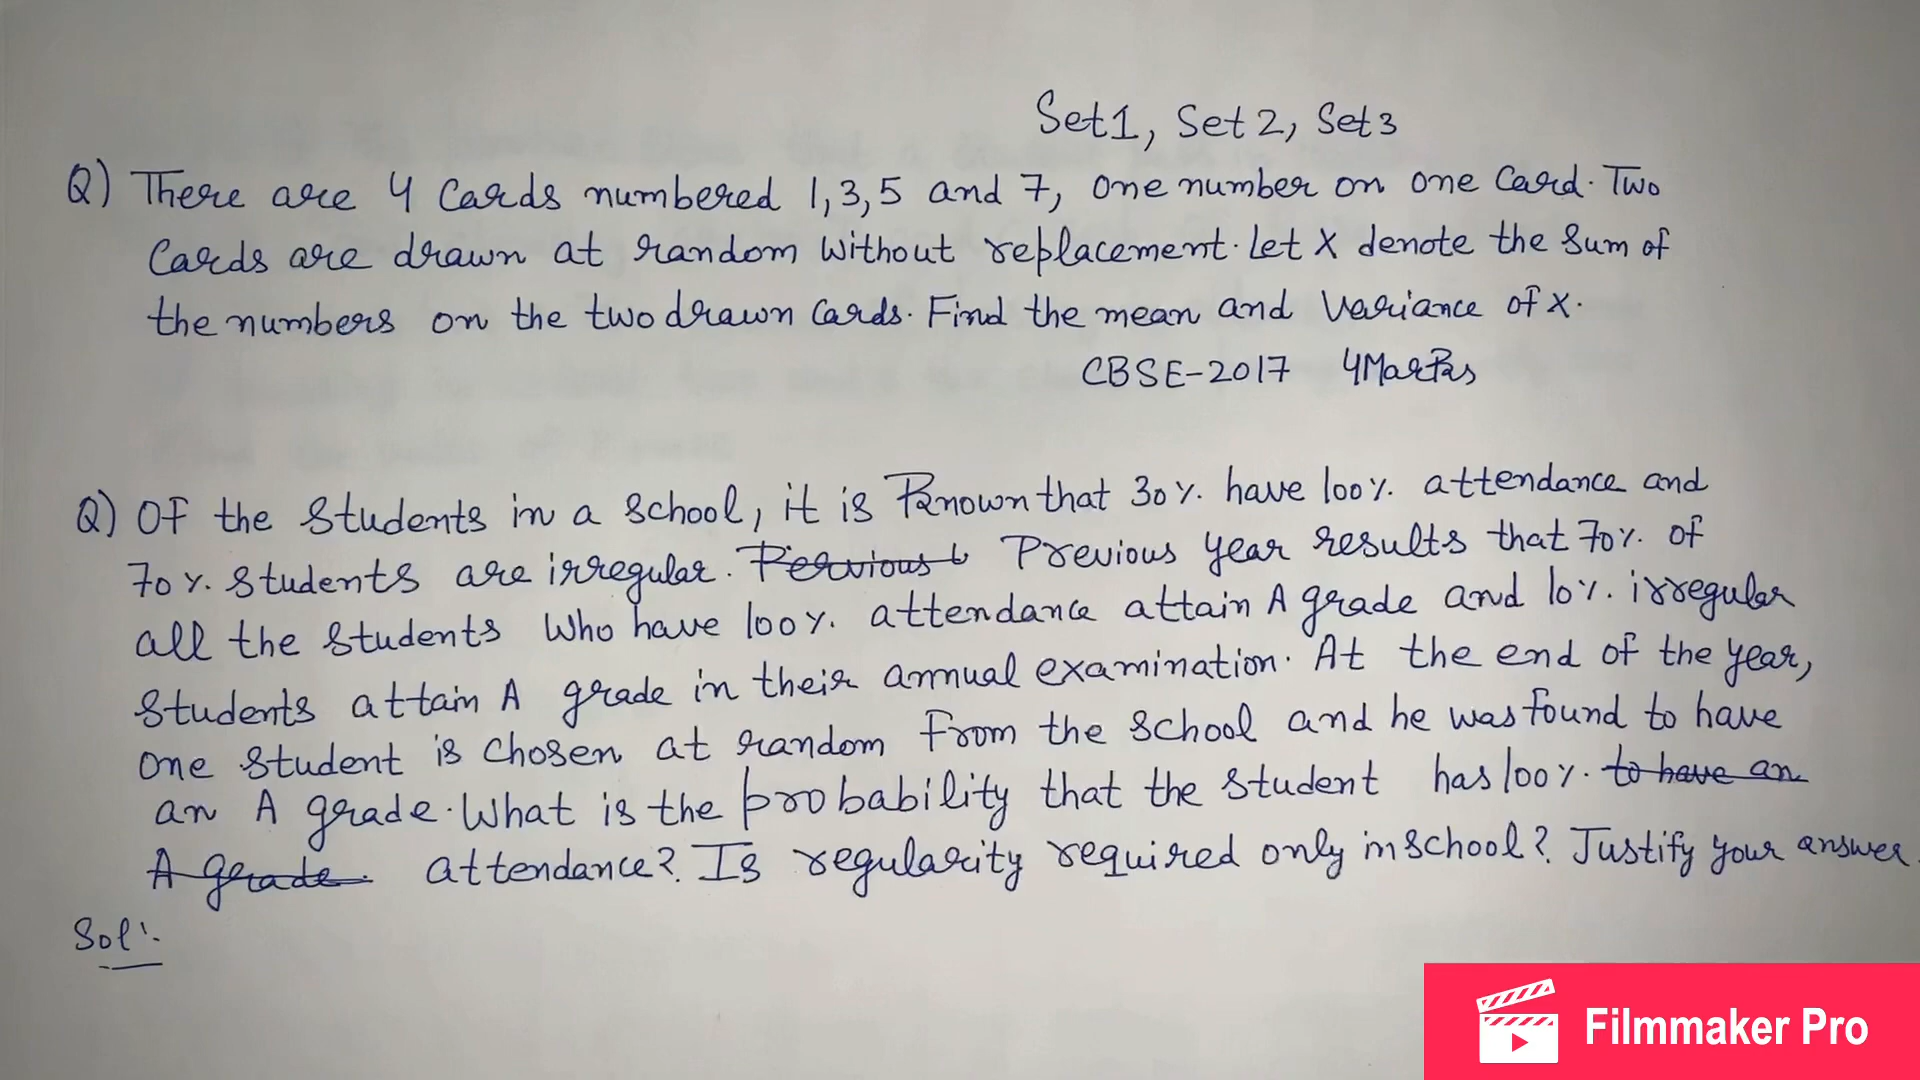 Set1, Set 2, Set 3
Q) There are 4 Cards numbered 1,3,5 and 7, one number on one Card. Two
Cards are drawn at random without replacement. Let X denote the Sum of
the numbers on the two drawn Cards. Find the mean and Variance of X.
CBSE-2017 4Marks
Q) Of the Students in a School, it is Known that 30%. have 100%. attendance and
70%. Students are irregular. Pervious Previous year results that 70%. of
all the Students Who have 100%. attendance attain A grade and 10%. irregular
Students attain A grade in their annual examination. At the end of the year,
One Student is Chosen at random From the School and he was found to have
an A grade. What is the probability that the Student has 100%. to have an
A grade. attendance? Is regularity required only in School? Justify your answer.
Sol:-
Filmmaker Pro